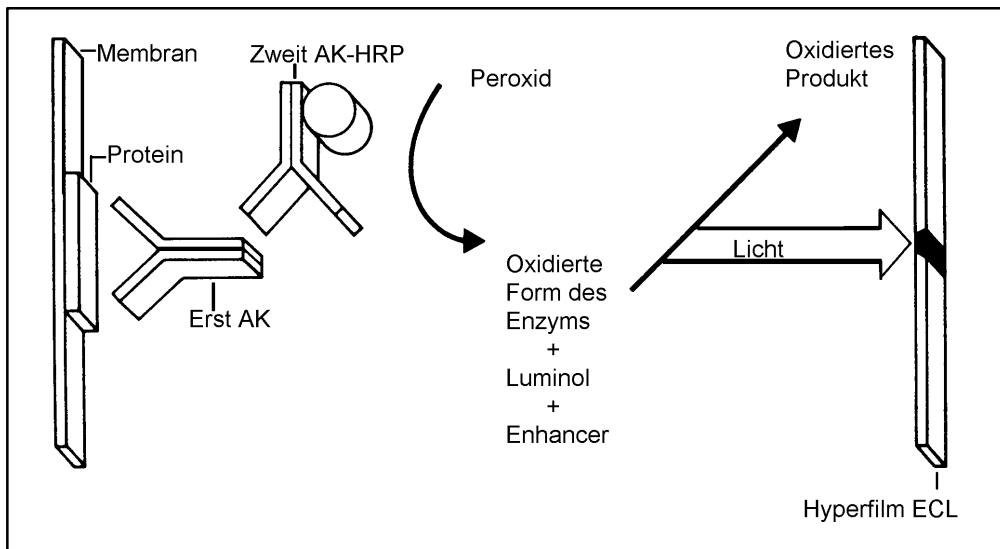 Membran
Zweit AK-HRP
Protein
Erst AK
Peroxid
Oxidierte
Form des
Enzyms
+
Luminol
+
Enhancer
Oxidiertes
Produkt
Licht
Hyperfilm ECL